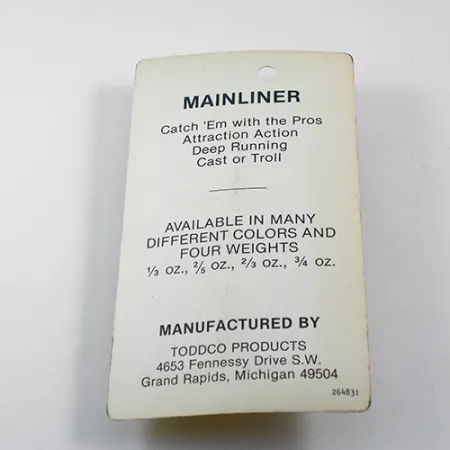 MAINLINER
Catch 'Em with the Pros
Attraction Action
Deep Running
Cast or Troll
AVAILABLE IN MANY
DIFFERENT COLORS AND
FOUR WEIGHTS
⅓ oz., ⅖ oz., ⅔ oz., ¾ oz.
MANUFACTURED BY
TODDCO PRODUCTS
4653 Fennessy Drive S.W.
Grand Rapids, Michigan 49504
264831